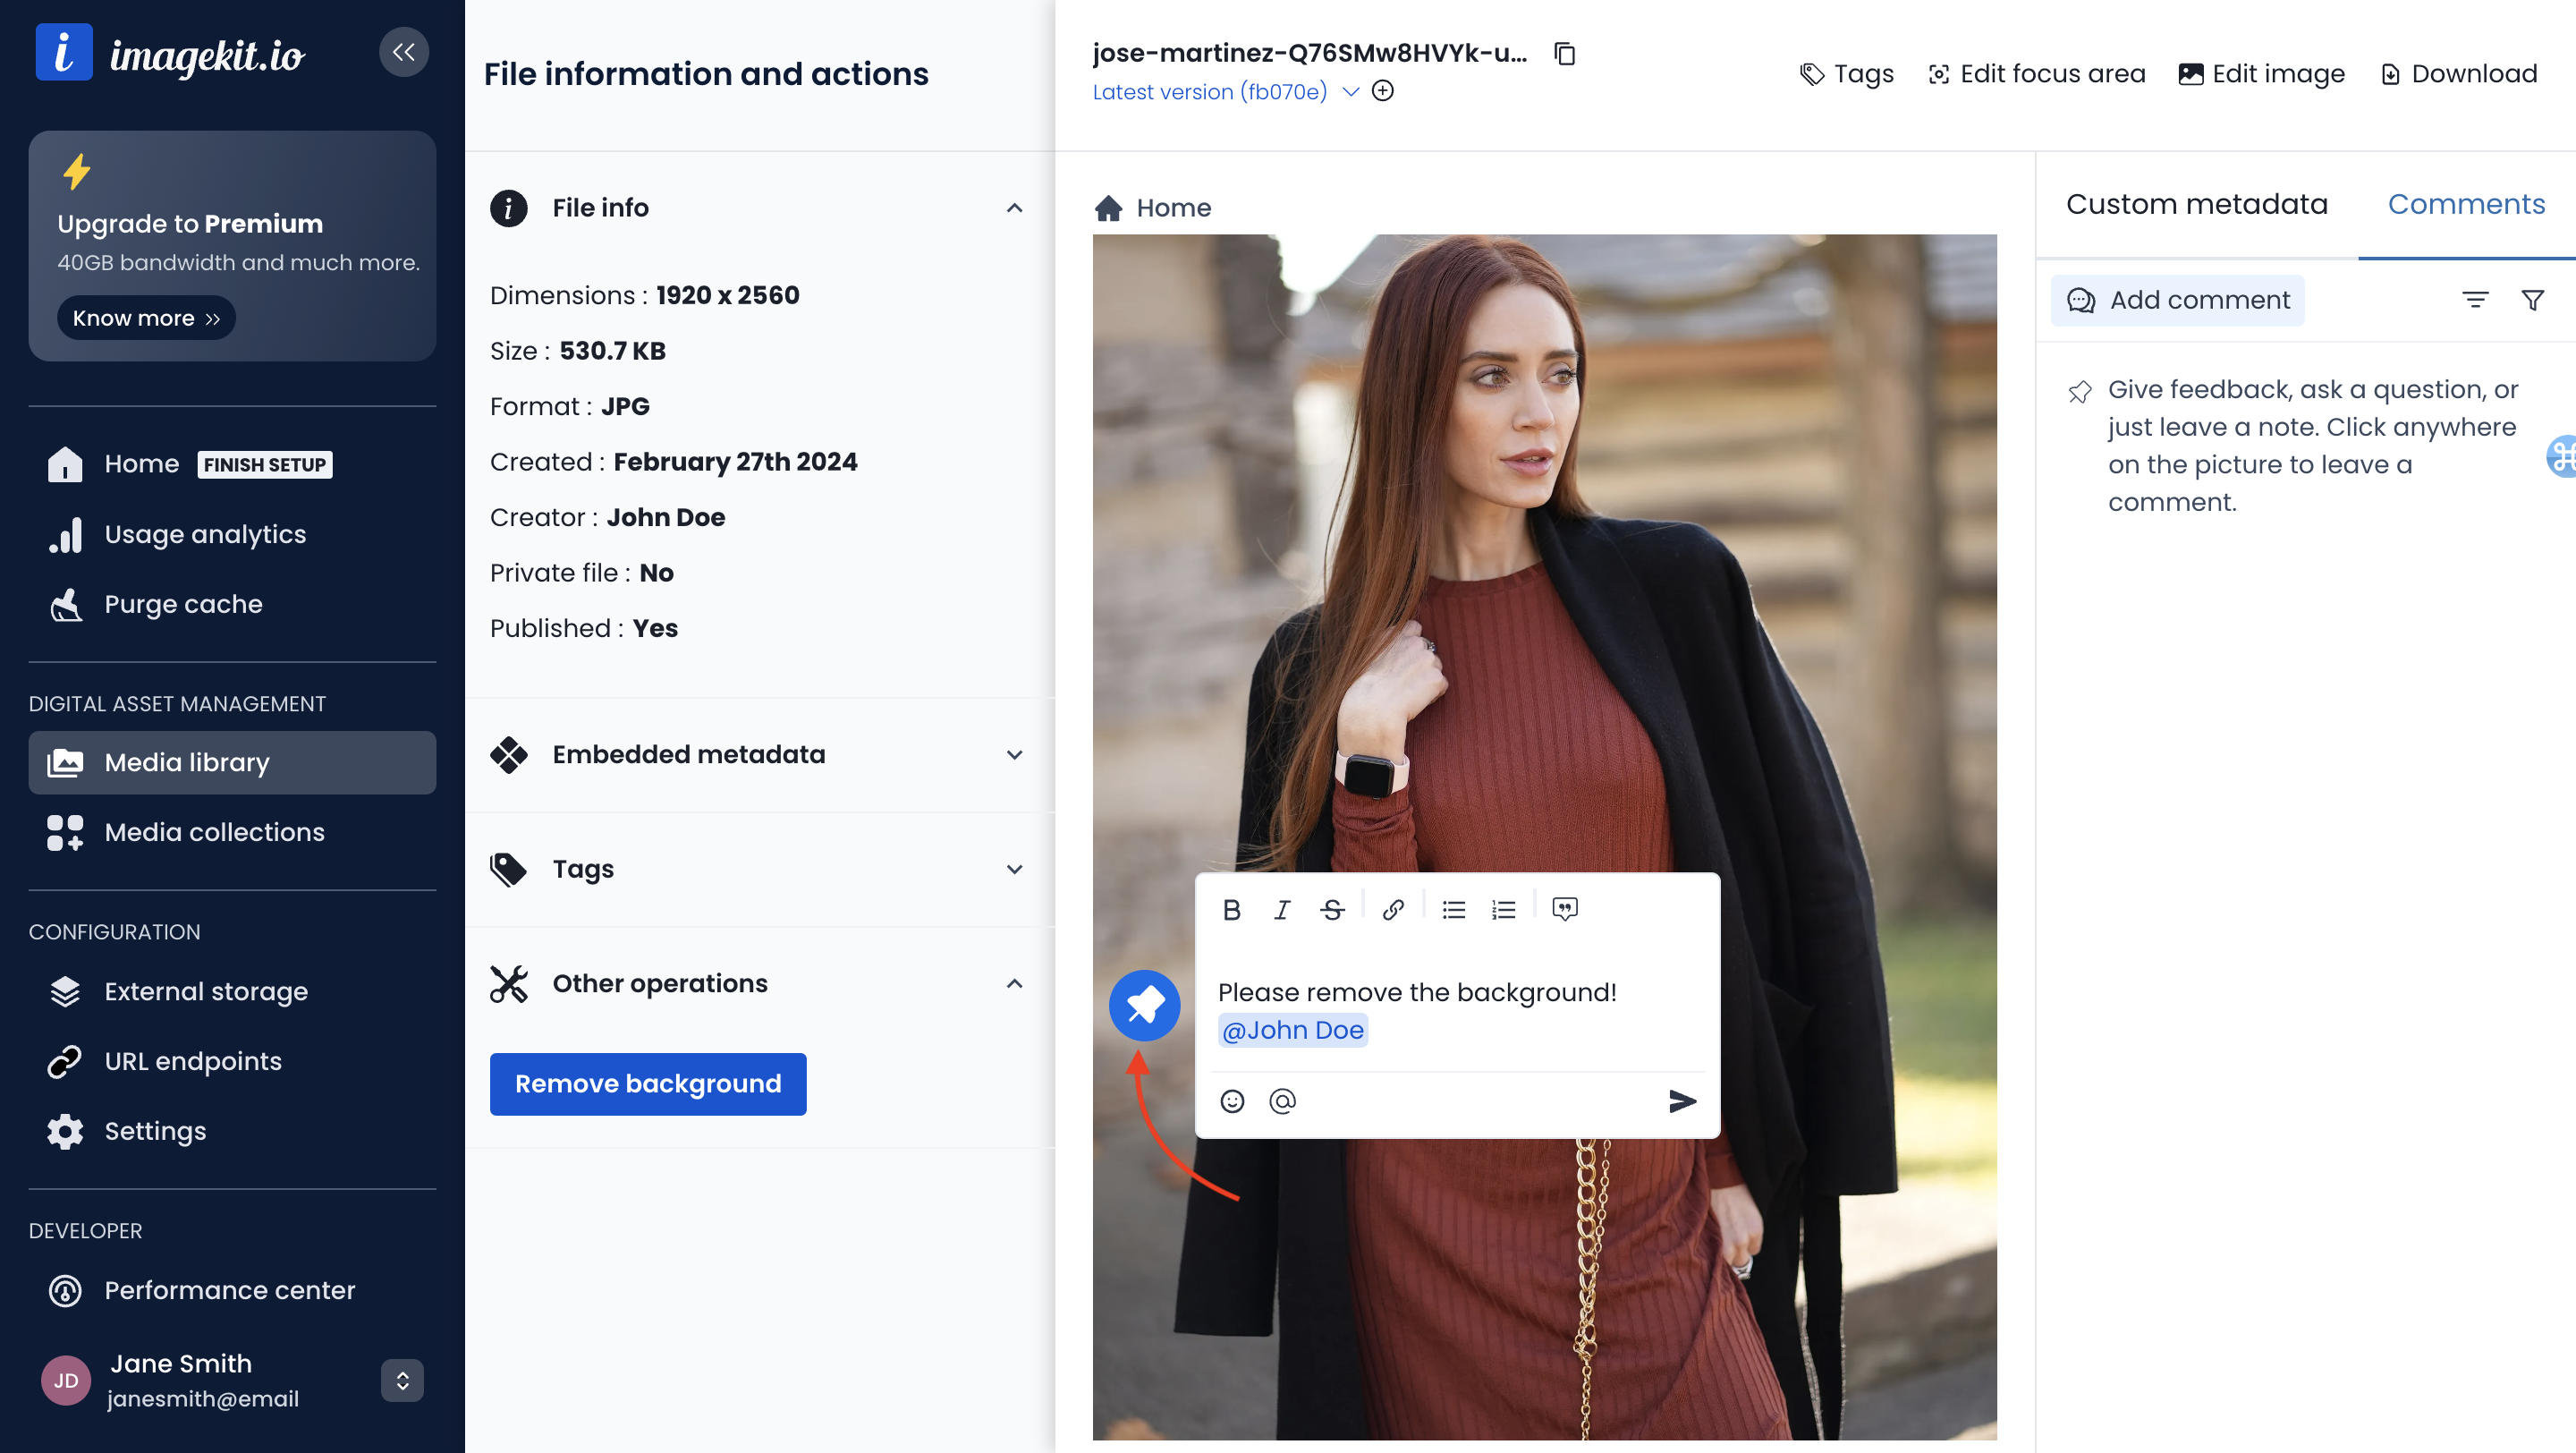 i imagekit.io
Upgrade to Premium
40GB bandwidth and much more.
Know more
Home FINISH SETUP
Usage analytics
Purge cache
DIGITAL ASSET MANAGEMENT
Media library
Media collections
CONFIGURATION
External storage
URL endpoints
Settings
DEVELOPER
Performance center
JD
Jane Smith
janesmith@email
File information and actions
File info
Dimensions : 1920 x 2560
Size : 530.7 KB
Format : JPG
Created : February 27th 2024
Creator : John Doe
Private file : No
Published : Yes
Embedded metadata
Tags
Other operations
Remove background
jose-martinez-Q76SMw8HVYk-u...
Latest version (fb070e)
Tags
Edit focus area
Edit image
Download
Home
B I S
Please remove the background!
@John Doe
Custom metadata
Comments
Add comment
Give feedback, ask a question, or
just leave a note. Click anywhere
on the picture to leave a
comment.